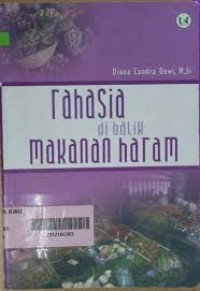 Diana Candra Dewi, M.Si
rahasia
di balik
makanan haram